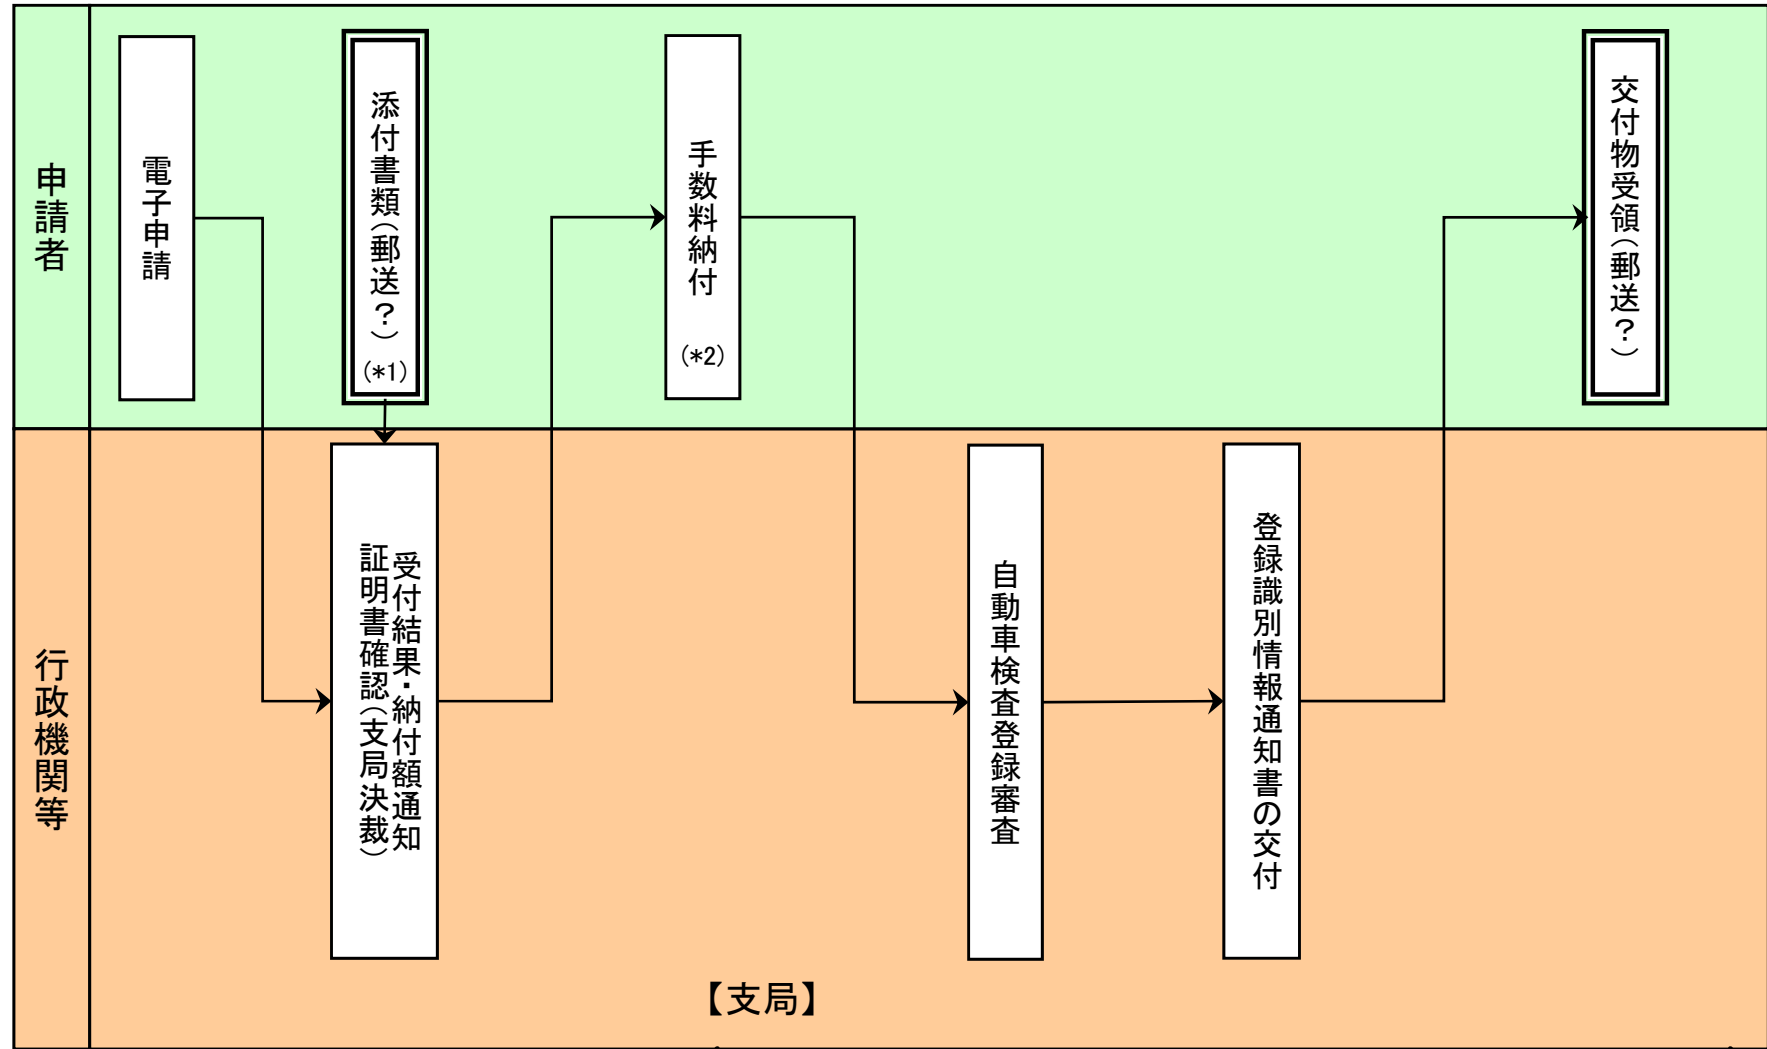 申請者
電子申請
添付書類(郵送?)
(*1)
手数料納付
(*2)
交付物受領(郵送?)
行政機関等
受付結果・納付額通知
証明書確認(支局決裁)
自動車検査登録審査
登録識別情報通知書の交付
【支局】